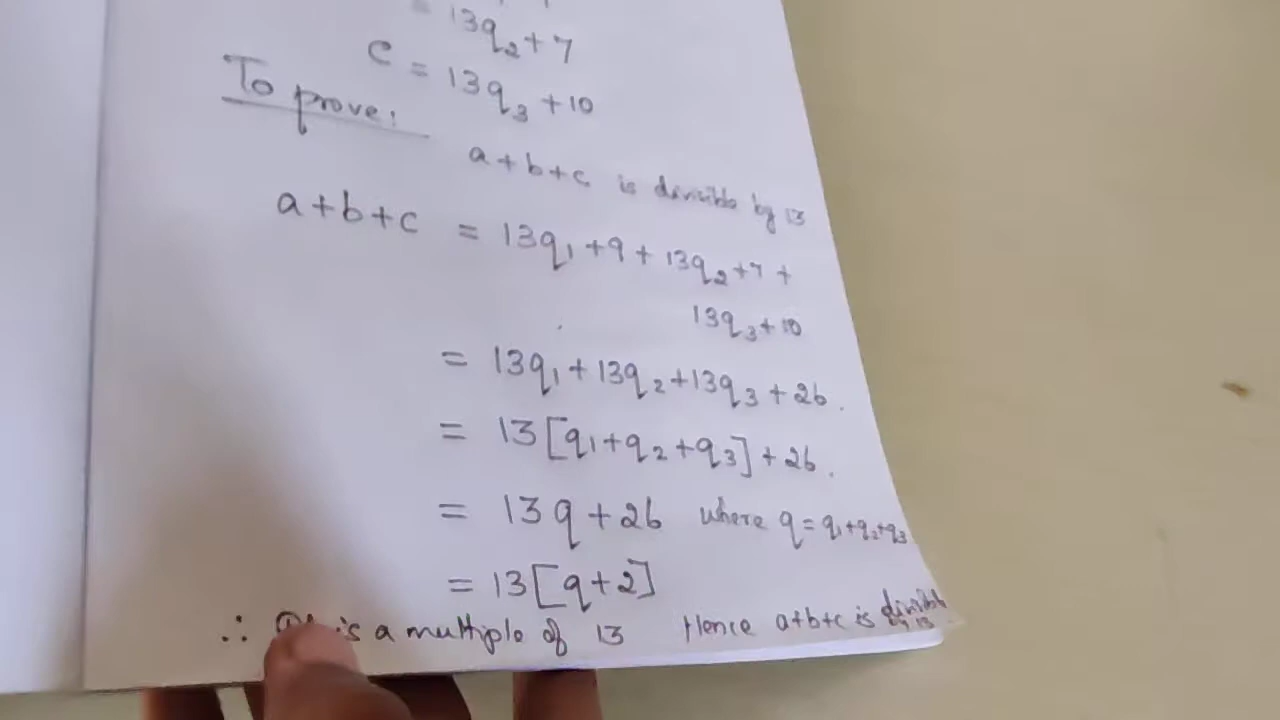 = 13q₂ + 7
C = 13q₃ + 10
To prove:
a + b + c is divisible by 13
a + b + c = 13q₁ + 9 + 13q₂ + 7 +
13q₃ + 10
= 13q₁ + 13q₂ + 13q₃ + 26.
= 13 [q₁ + q₂ + q₃] + 26.
= 13q + 26 where q = q₁+q₂+q₃
= 13 [q + 2]
∴ is a multiple of 13 Hence a+b+c is divisible by 13